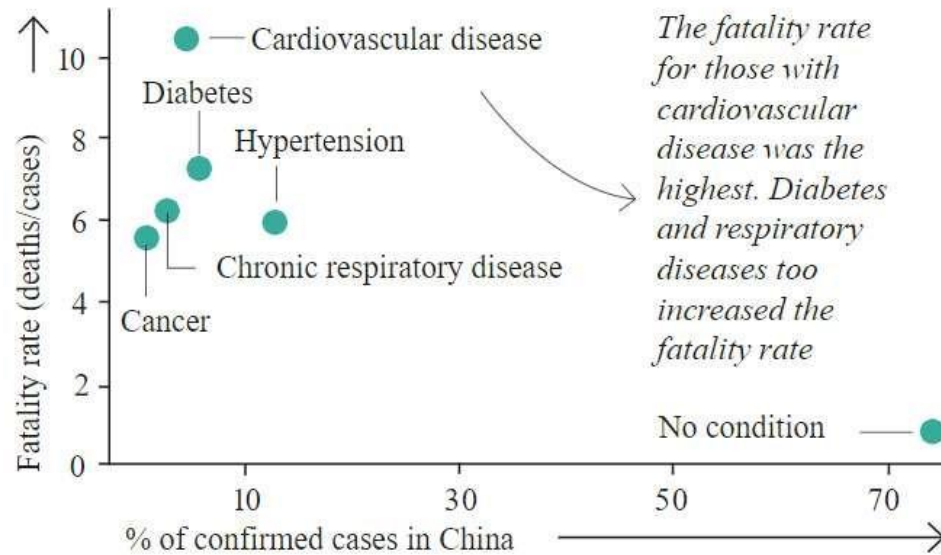 Fatality rate (deaths/cases)
10
8
6
4
2
0
Cardiovascular disease
Diabetes
Hypertension
Chronic respiratory disease
Cancer
The fatality rate
for those with
cardiovascular
disease was the
highest. Diabetes
and respiratory
diseases too
increased the
fatality rate
No condition
10
30
50
70
% of confirmed cases in China